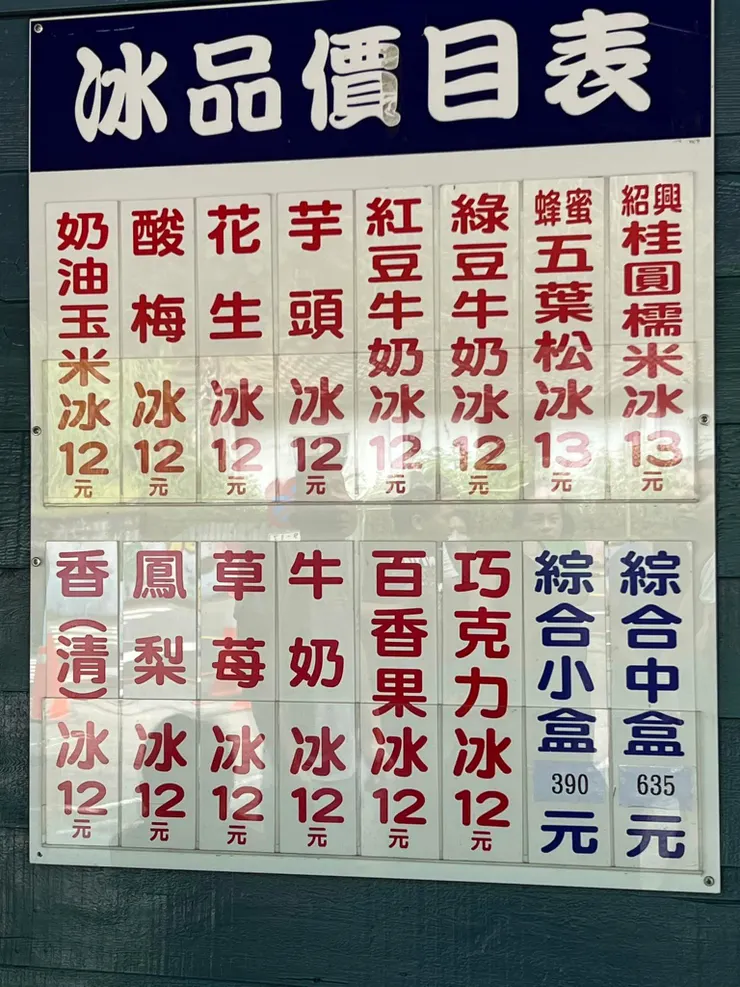 冰品價目表
紹興桂圓糯米冰13元
蜂蜜五葉松冰13元
綠豆牛奶冰12元
紅豆牛奶冰12元
芋頭冰12元
花生冰12元
酸梅冰12元
奶油玉米冰12元
綜合中盒635元
綜合小盒390元
巧克力冰12元
百香果冰12元
牛奶冰12元
草莓冰12元
鳳梨冰12元
香(清)冰12元